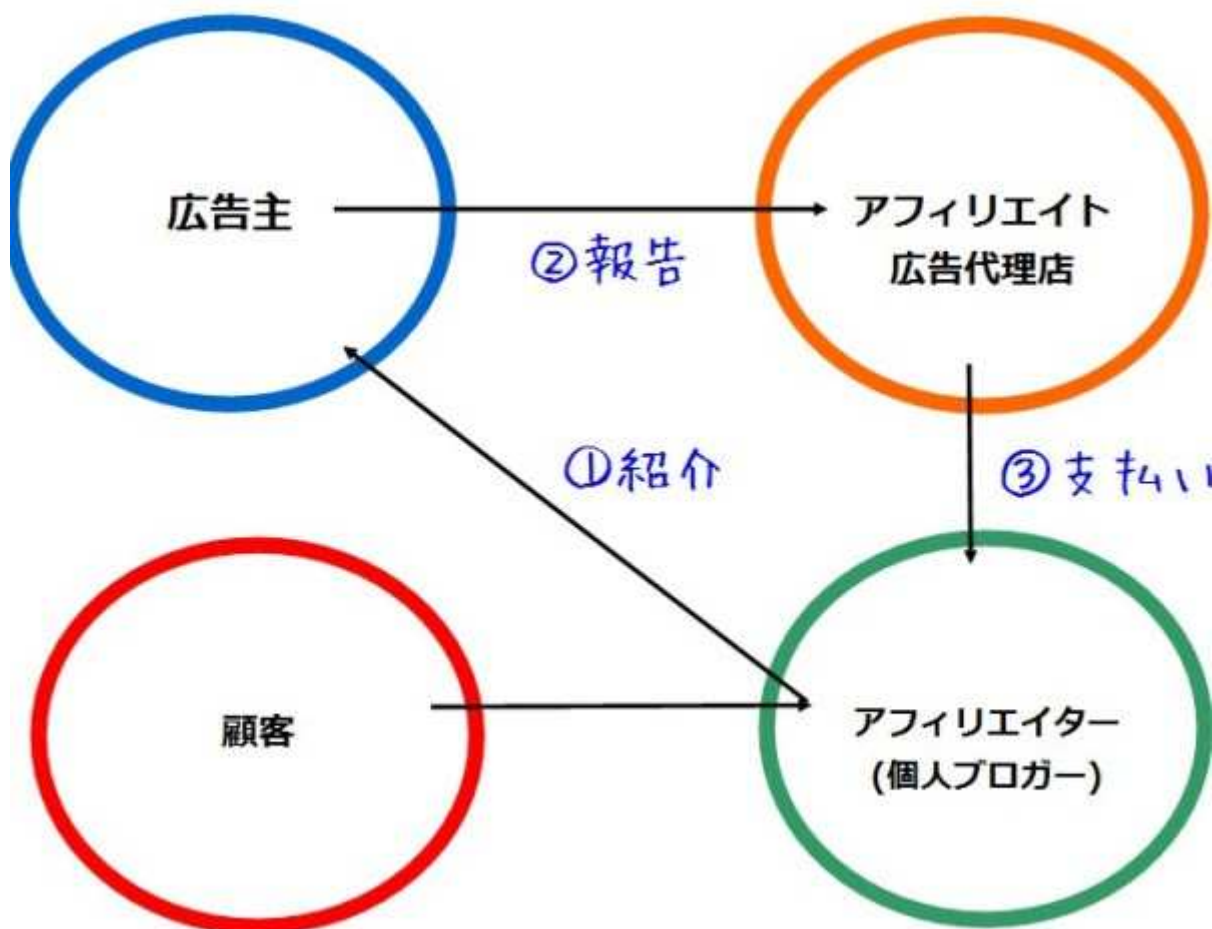 広告主
アフィリエイト
広告代理店
②報告
①紹介
③支払い
顧客
アフィリエイター
(個人ブロガー)